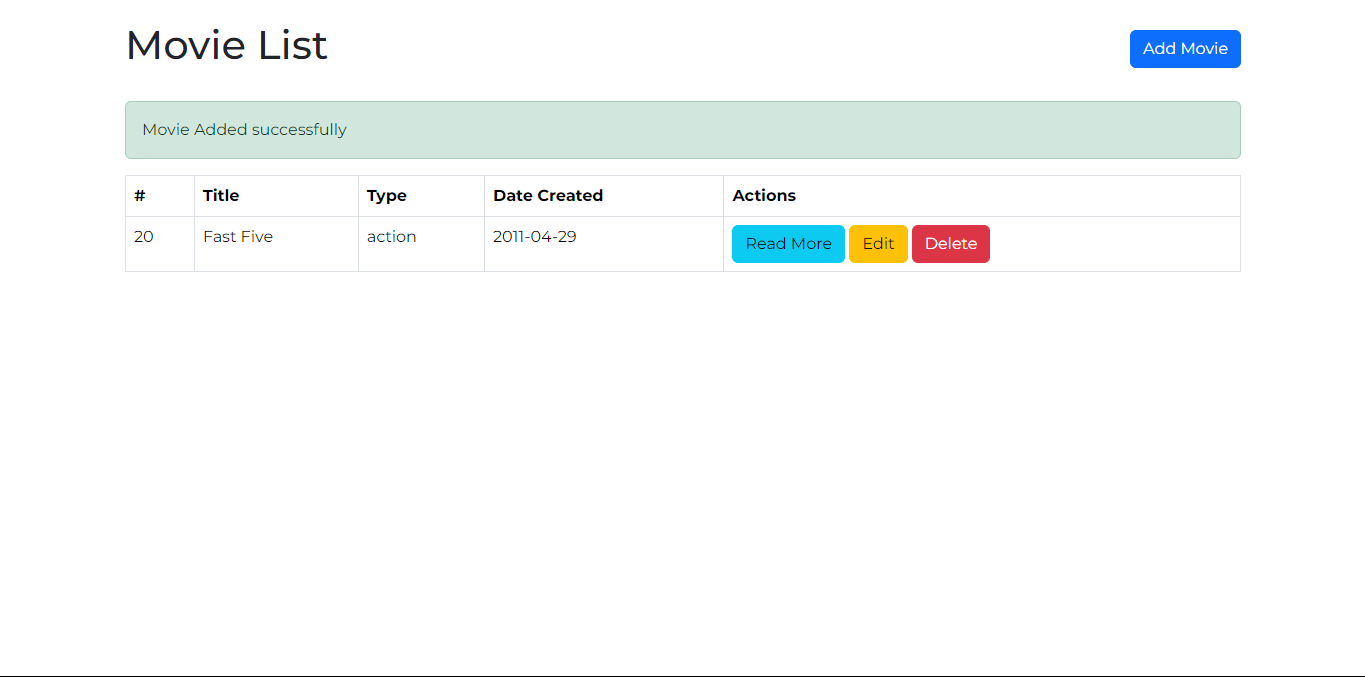 Movie List
Add Movie
Movie Added successfully
# Title Type Date Created Actions
20 Fast Five action 2011-04-29 Read More Edit Delete